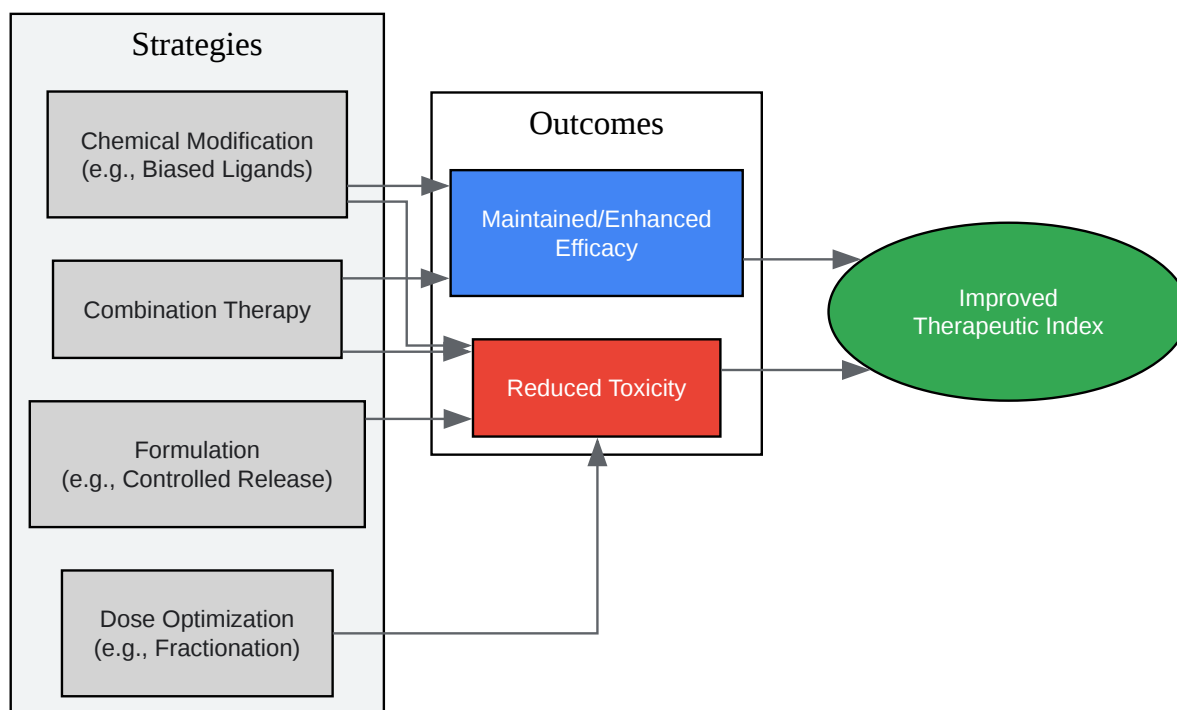 Strategies
Chemical Modification
(e.g., Biased Ligands)
Combination Therapy
Formulation
(e.g., Controlled Release)
Dose Optimization
(e.g., Fractionation)
Outcomes
Maintained/Enhanced
Efficacy
Reduced Toxicity
Improved
Therapeutic Index